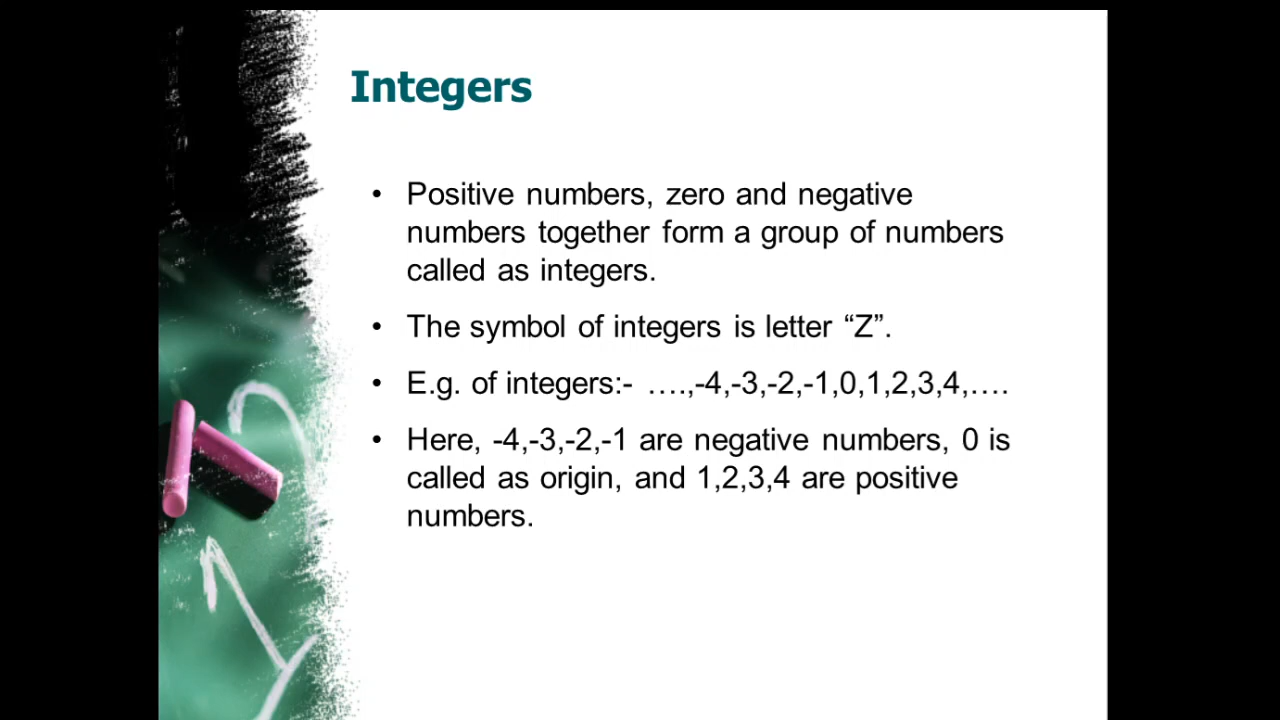 Integers
• Positive numbers, zero and negative
numbers together form a group of numbers
called as integers.
• The symbol of integers is letter “Z”.
• E.g. of integers:- ….,-4,-3,-2,-1,0,1,2,3,4,….
• Here, -4,-3,-2,-1 are negative numbers, 0 is
called as origin, and 1,2,3,4 are positive
numbers.